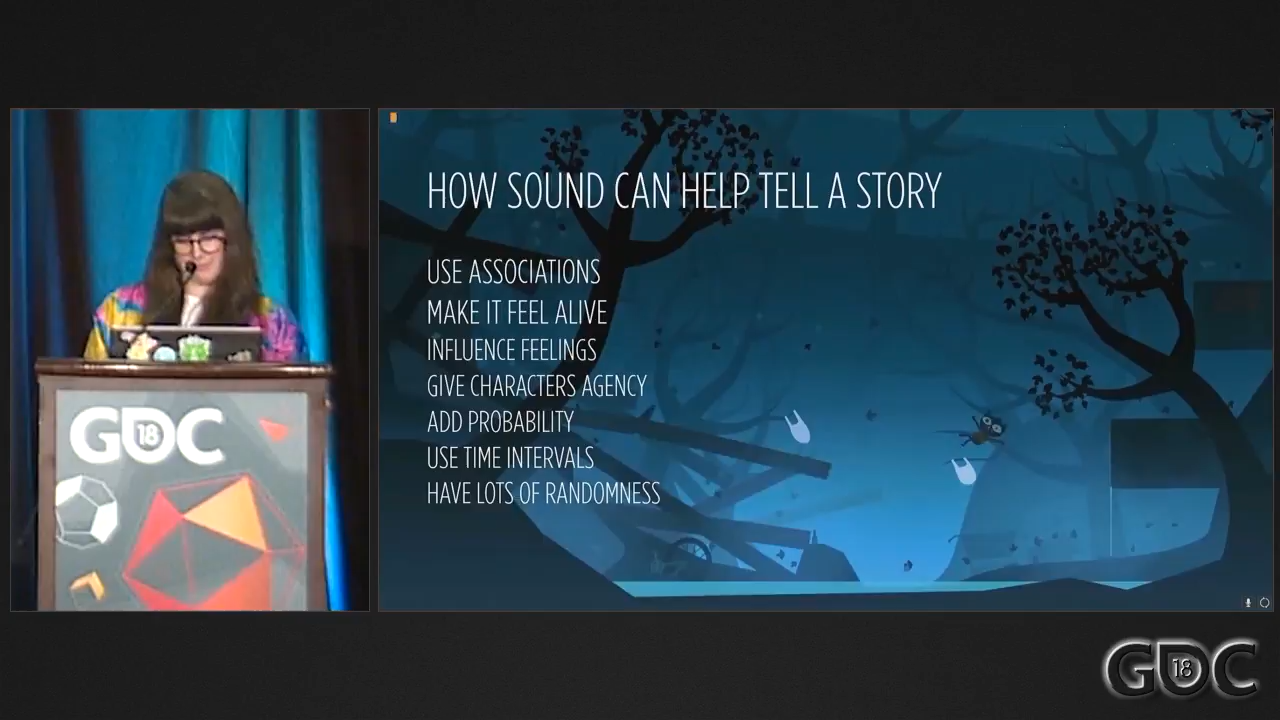 HOW SOUND CAN HELP TELL A STORY
USE ASSOCIATIONS
MAKE IT FEEL ALIVE
INFLUENCE FEELINGS
GIVE CHARACTERS AGENCY
ADD PROBABILITY
USE TIME INTERVALS
HAVE LOTS OF RANDOMNESS
GDC 18
GDC 18